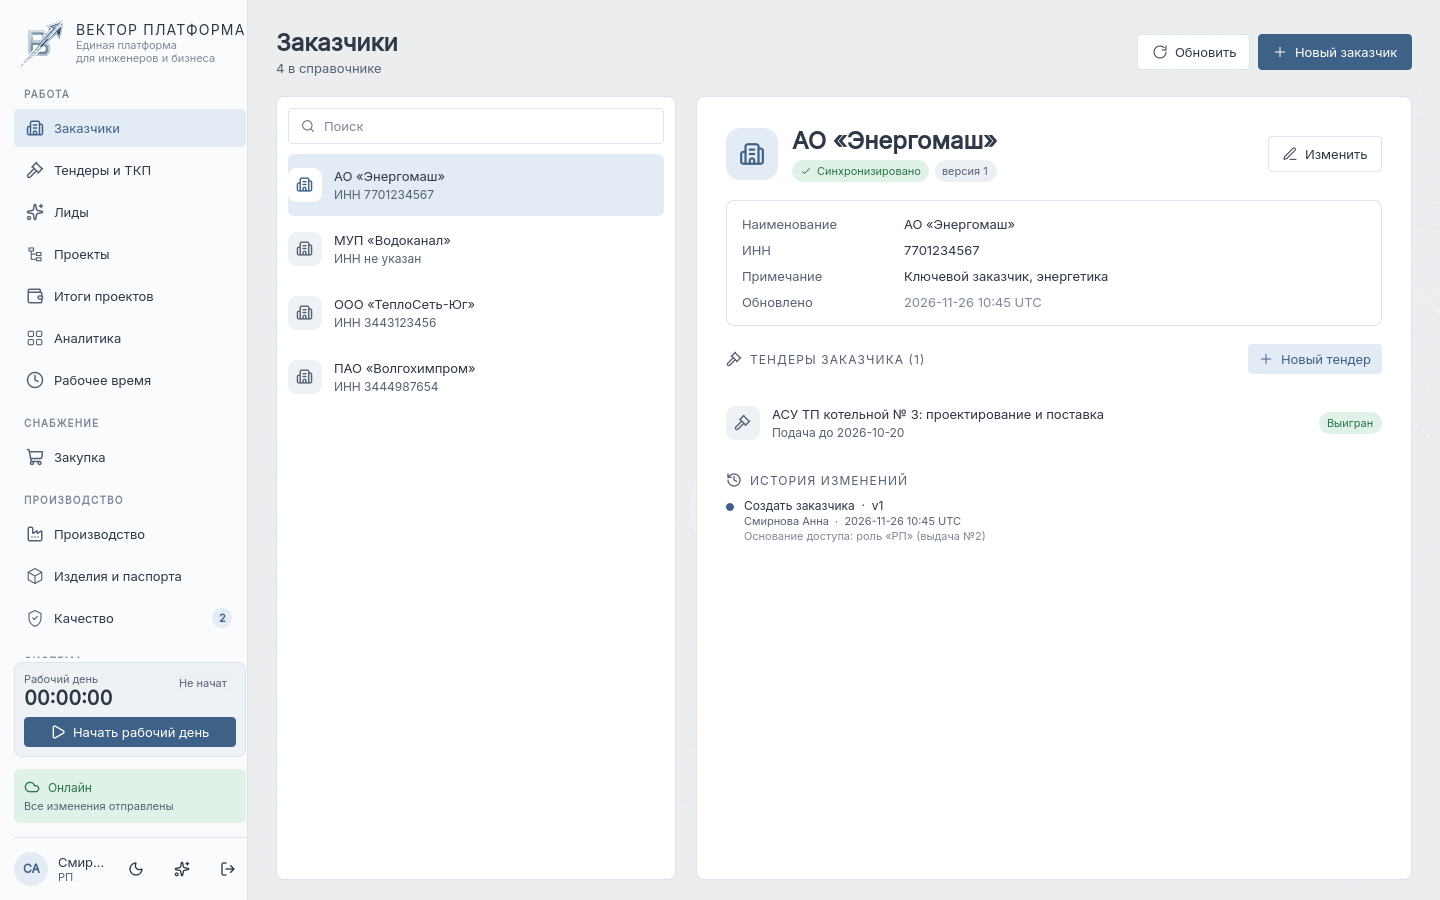 ВЕКТОР ПЛАТФОРМА
Единая платформа
для инженеров и бизнеса
РАБОТА
Заказчики
Тендеры и ТКП
Лиды
Проекты
Итоги проектов
Аналитика
Рабочее время
СНАБЖЕНИЕ
Закупка
ПРОИЗВОДСТВО
Производство
Изделия и паспорта
Качество 2
Рабочий день
Не начат
00:00:00
Начать рабочий день
Онлайн
Все изменения отправлены
СА
Смир...
РП
Заказчики
4 в справочнике
Обновить
Новый заказчик
Поиск
АО «Энергомаш»
ИНН 7701234567
МУП «Водоканал»
ИНН не указан
ООО «ТеплоСеть-Юг»
ИНН 3443123456
ПАО «Волгохимпром»
ИНН 3444987654
АО «Энергомаш»
Синхронизировано
версия 1
Изменить
Наименование АО «Энергомаш»
ИНН 7701234567
Примечание Ключевой заказчик, энергетика
Обновлено 2026-11-26 10:45 UTC
ТЕНДЕРЫ ЗАКАЗЧИКА (1)
Новый тендер
АСУ ТП котельной № 3: проектирование и поставка
Подача до 2026-10-20
Выигран
ИСТОРИЯ ИЗМЕНЕНИЙ
Создать заказчика · v1
Смирнова Анна · 2026-11-26 10:45 UTC
Основание доступа: роль «РП» (выдача №2)